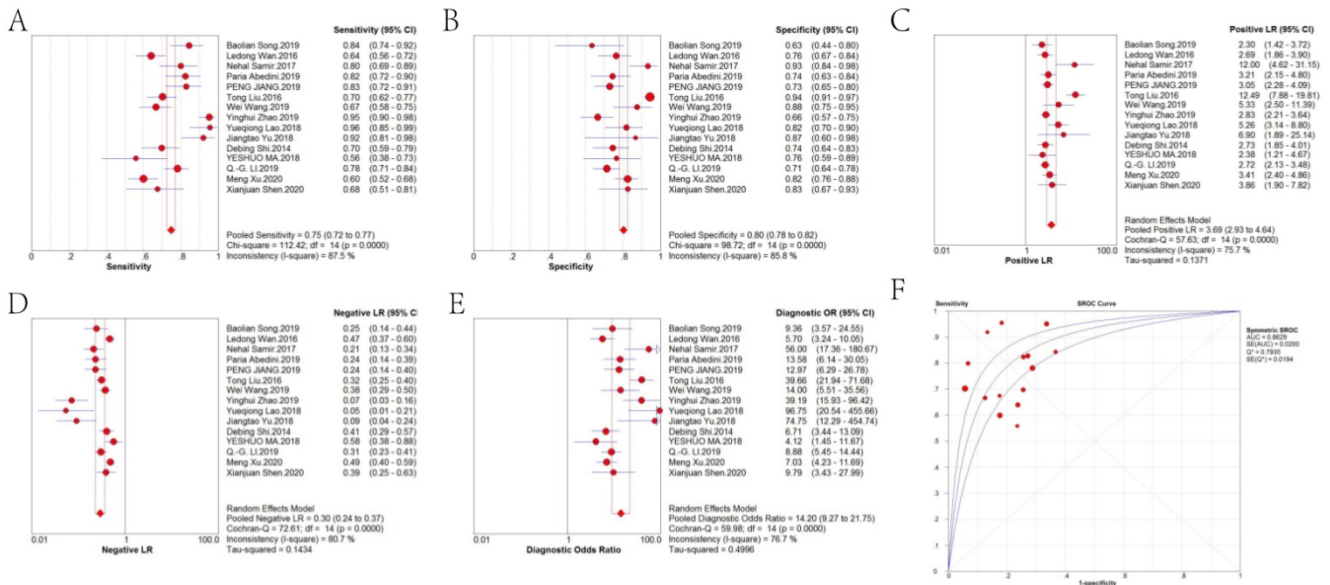 A
Sensitivity (95% CI)
Baolian Song.2019 0.84 (0.74 - 0.92)
Ledong Wan.2016 0.64 (0.56 - 0.72)
Nehal Samir.2017 0.80 (0.69 - 0.89)
Paria Abedini.2019 0.82 (0.72 - 0.90)
PENG JIANG.2019 0.83 (0.72 - 0.91)
Tong Liu.2016 0.70 (0.62 - 0.77)
Wei Wang.2019 0.67 (0.58 - 0.75)
Yinghui Zhao.2019 0.95 (0.90 - 0.98)
Yueqiong Lao.2018 0.96 (0.85 - 0.99)
Jiangtao Yu.2018 0.92 (0.81 - 0.98)
Debing Shi.2014 0.70 (0.59 - 0.79)
YESHUO MA.2018 0.56 (0.38 - 0.73)
Q.-G. LI.2019 0.78 (0.71 - 0.84)
Meng Xu.2020 0.60 (0.52 - 0.68)
Xianjuan Shen.2020 0.68 (0.51 - 0.81)
Pooled Sensitivity = 0.75 (0.72 to 0.77)
Chi-square = 112.42; df = 14 (p = 0.0000)
Inconsistency (I-square) = 87.5 %
0 .2 .4 .6 .8 1
Sensitivity
B
Specificity (95% CI)
Baolian Song.2019 0.63 (0.44 - 0.80)
Ledong Wan.2016 0.76 (0.67 - 0.84)
Nehal Samir.2017 0.93 (0.84 - 0.98)
Paria Abedini.2019 0.74 (0.63 - 0.84)
PENG JIANG.2019 0.73 (0.65 - 0.80)
Tong Liu.2016 0.94 (0.91 - 0.97)
Wei Wang.2019 0.88 (0.75 - 0.95)
Yinghui Zhao.2019 0.66 (0.57 - 0.75)
Yueqiong Lao.2018 0.82 (0.70 - 0.90)
Jiangtao Yu.2018 0.87 (0.60 - 0.98)
Debing Shi.2014 0.74 (0.64 - 0.83)
YESHUO MA.2018 0.76 (0.59 - 0.89)
Q.-G. LI.2019 0.71 (0.64 - 0.78)
Meng Xu.2020 0.82 (0.76 - 0.88)
Xianjuan Shen.2020 0.83 (0.67 - 0.93)
Pooled Specificity = 0.80 (0.78 to 0.82)
Chi-square = 98.72; df = 14 (p = 0.0000)
Inconsistency (I-square) = 85.8 %
0 .2 .4 .6 .8 1
Specificity
C
Positive LR (95% CI)
Baolian Song.2019 2.30 (1.42 - 3.72)
Ledong Wan.2016 2.69 (1.86 - 3.90)
Nehal Samir.2017 12.00 (4.62 - 31.15)
Paria Abedini.2019 3.21 (2.15 - 4.80)
PENG JIANG.2019 3.05 (2.28 - 4.09)
Tong Liu.2016 12.49 (7.88 - 19.81)
Wei Wang.2019 5.33 (2.50 - 11.39)
Yinghui Zhao.2019 2.83 (2.21 - 3.64)
Yueqiong Lao.2018 5.26 (3.14 - 8.80)
Jiangtao Yu.2018 6.90 (1.89 - 25.14)
Debing Shi.2014 2.73 (1.85 - 4.01)
YESHUO MA.2018 2.38 (1.21 - 4.67)
Q.-G. LI.2019 2.72 (2.13 - 3.48)
Meng Xu.2020 3.41 (2.40 - 4.86)
Xianjuan Shen.2020 3.86 (1.90 - 7.82)
Random Effects Model
Pooled Positive LR = 3.69 (2.93 to 4.64)
Cochran-Q = 57.63; df = 14 (p = 0.0000)
Inconsistency (I-square) = 75.7 %
Tau-squared = 0.1371
0.01 1 100.0
Positive LR
D
Negative LR (95% CI)
Baolian Song.2019 0.25 (0.14 - 0.44)
Ledong Wan.2016 0.47 (0.37 - 0.60)
Nehal Samir.2017 0.21 (0.13 - 0.34)
Paria Abedini.2019 0.24 (0.14 - 0.39)
PENG JIANG.2019 0.24 (0.14 - 0.40)
Tong Liu.2016 0.32 (0.25 - 0.40)
Wei Wang.2019 0.38 (0.29 - 0.50)
Yinghui Zhao.2019 0.07 (0.03 - 0.16)
Yueqiong Lao.2018 0.05 (0.01 - 0.21)
Jiangtao Yu.2018 0.09 (0.04 - 0.24)
Debing Shi.2014 0.41 (0.29 - 0.57)
YESHUO MA.2018 0.58 (0.38 - 0.88)
Q.-G. LI.2019 0.31 (0.23 - 0.41)
Meng Xu.2020 0.49 (0.40 - 0.59)
Xianjuan Shen.2020 0.39 (0.25 - 0.63)
Random Effects Model
Pooled Negative LR = 0.30 (0.24 to 0.37)
Cochran-Q = 72.61; df = 14 (p = 0.0000)
Inconsistency (I-square) = 80.7 %
Tau-squared = 0.1434
0.01 1 100.0
Negative LR
E
Diagnostic OR (95% CI)
Baolian Song.2019 9.36 (3.57 - 24.55)
Ledong Wan.2016 5.70 (3.24 - 10.05)
Nehal Samir.2017 56.00 (17.36 - 180.67)
Paria Abedini.2019 13.58 (6.14 - 30.05)
PENG JIANG.2019 12.97 (6.29 - 26.78)
Tong Liu.2016 39.66 (21.94 - 71.68)
Wei Wang.2019 14.00 (5.51 - 35.56)
Yinghui Zhao.2019 39.19 (15.93 - 96.42)
Yueqiong Lao.2018 96.75 (20.54 - 455.66)
Jiangtao Yu.2018 74.75 (12.29 - 454.74)
Debing Shi.2014 6.71 (3.44 - 13.09)
YESHUO MA.2018 4.12 (1.45 - 11.67)
Q.-G. LI.2019 8.88 (5.45 - 14.44)
Meng Xu.2020 7.03 (4.23 - 11.69)
Xianjuan Shen.2020 9.79 (3.43 - 27.99)
Random Effects Model
Pooled Diagnostic Odds Ratio = 14.20 (9.27 to 21.75)
Cochran-Q = 59.98; df = 14 (p = 0.0000)
Inconsistency (I-square) = 76.7 %
Tau-squared = 0.4996
0.01 1 100.0
Diagnostic Odds Ratio
F
Sensitivity SROC Curve
1
.9
.8
.7
.6
.5
.4
.3
.2
.1
0
0 .2 .4 .6 .8 1
1-specificity
Symmetric SROC
AUC = 0.8629
SE(AUC) = 0.0200
Q* = 0.7935
SE(Q*) = 0.0194